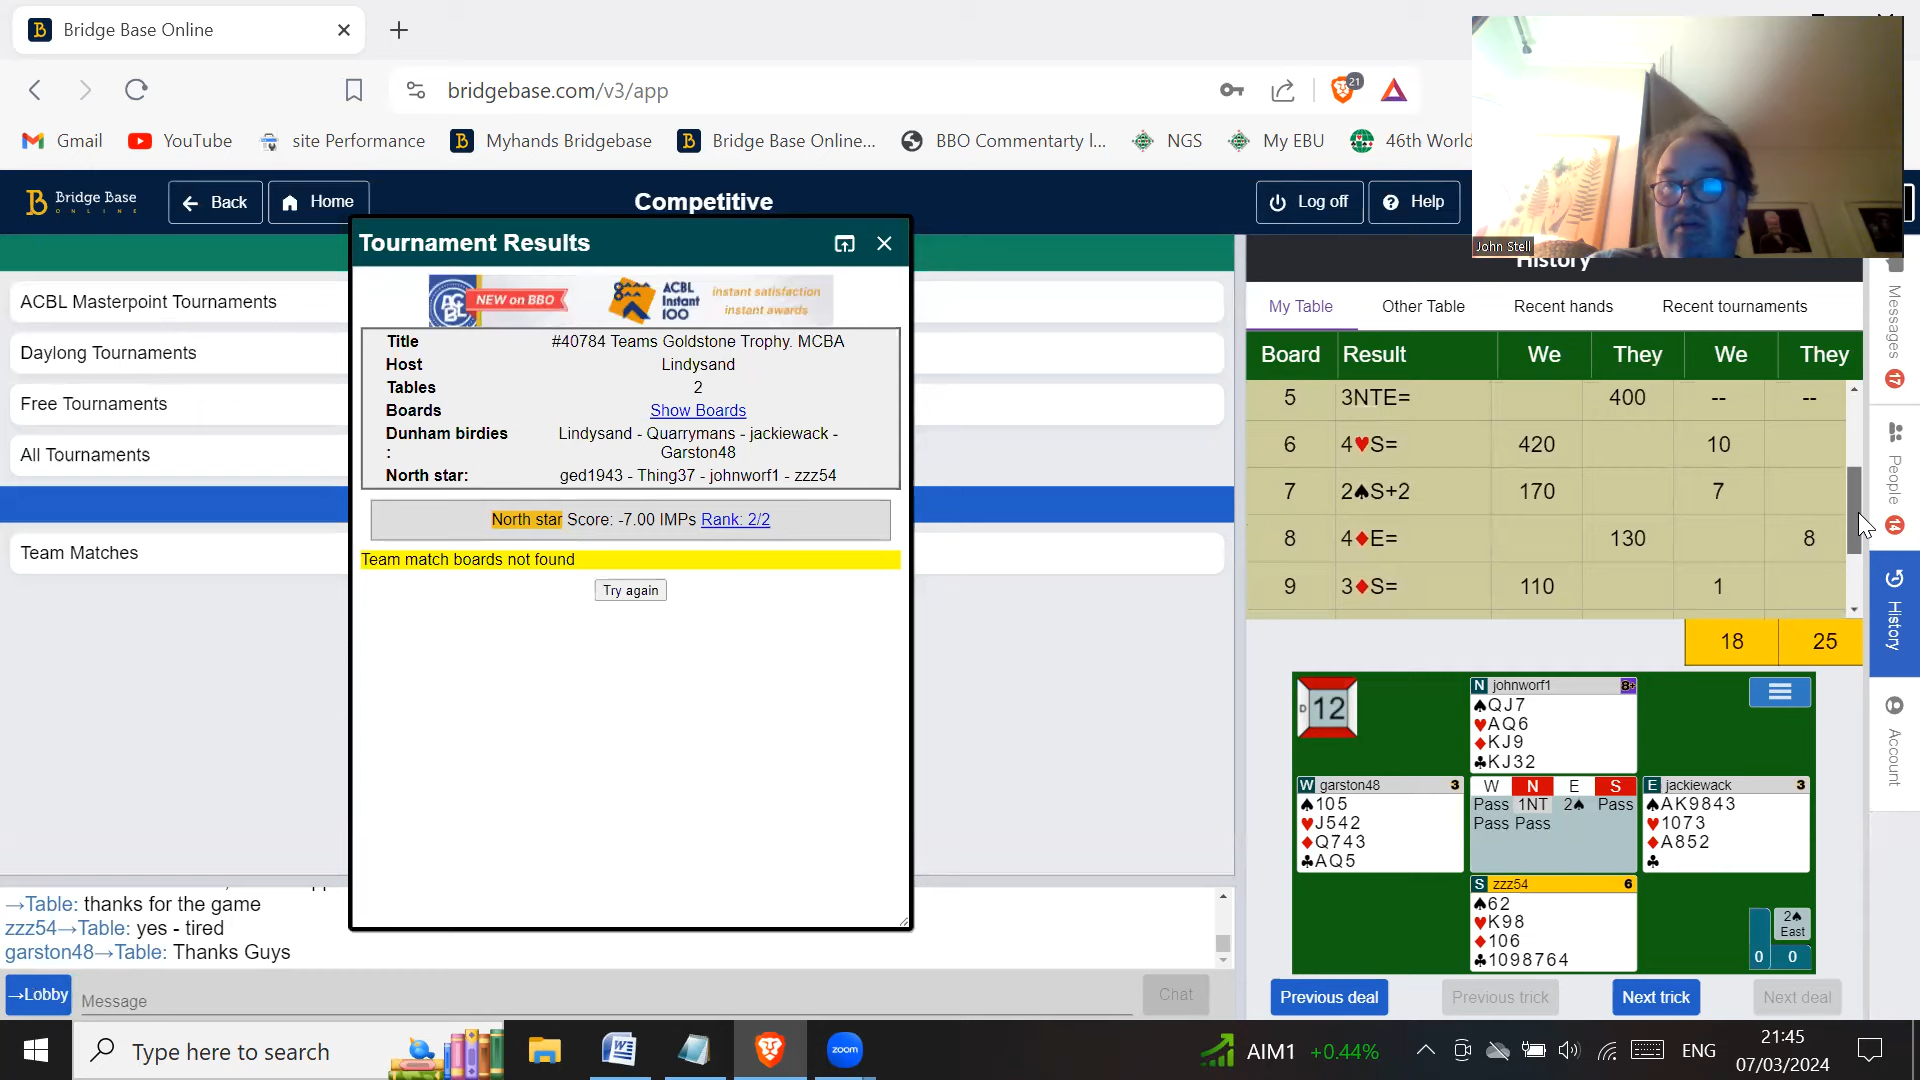 Bridge Base Online
bridgebase.com/v3/app
21
Gmail
YouTube
site Performance
Myhands Bridgebase
Bridge Base Online...
BBO Commentarty l...
NGS
My EBU
46th World
John Stell
Bridge Base
ONLINE
Back
Home
Competitive
Log off
Help
ACBL Masterpoint Tournaments
Daylong Tournaments
Free Tournaments
All Tournaments
Team Matches
Tournament Results
NEW on BBO
ACBL
Instant
100
instant satisfaction
instant awards
Title #40784 Teams Goldstone Trophy. MCBA
Host Lindysand
Tables 2
Boards Show Boards
Dunham birdies : Lindysand - Quarrymans - jackiewack - Garston48
North star: ged1943 - Thing37 - johnworf1 - zzz54
North star Score: -7.00 IMPs Rank: 2/2
Team match boards not found
Try again
History
My Table Other Table Recent hands Recent tournaments
Board Result We They We They
5 3NTE= 400 -- --
6 4♥S= 420 10
7 2♠S+2 170 7
8 4♦E= 130 8
9 3♦S= 110 1
18 25
D 12
N johnworf1 8+
♠QJ7
♥AQ6
♦KJ9
♣KJ32
W garston48 3
♠105
♥J542
♦Q743
♣AQ5
W N E S
Pass 1NT 2♠ Pass
Pass Pass
E jackiewack 3
♠AK9843
♥1073
♦A852
♣
S zzz54 6
♠62
♥K98
♦106
♣1098764
2♠
East
0 0
Previous deal
Previous trick
Next trick
Next deal
Messages 17
People 14
History
Account
→Table: thanks for the game
zzz54→Table: yes - tired
garston48→Table: Thanks Guys
→Lobby
Message
Chat
Type here to search
zoom
AIM1 +0.44%
ENG
21:45
07/03/2024